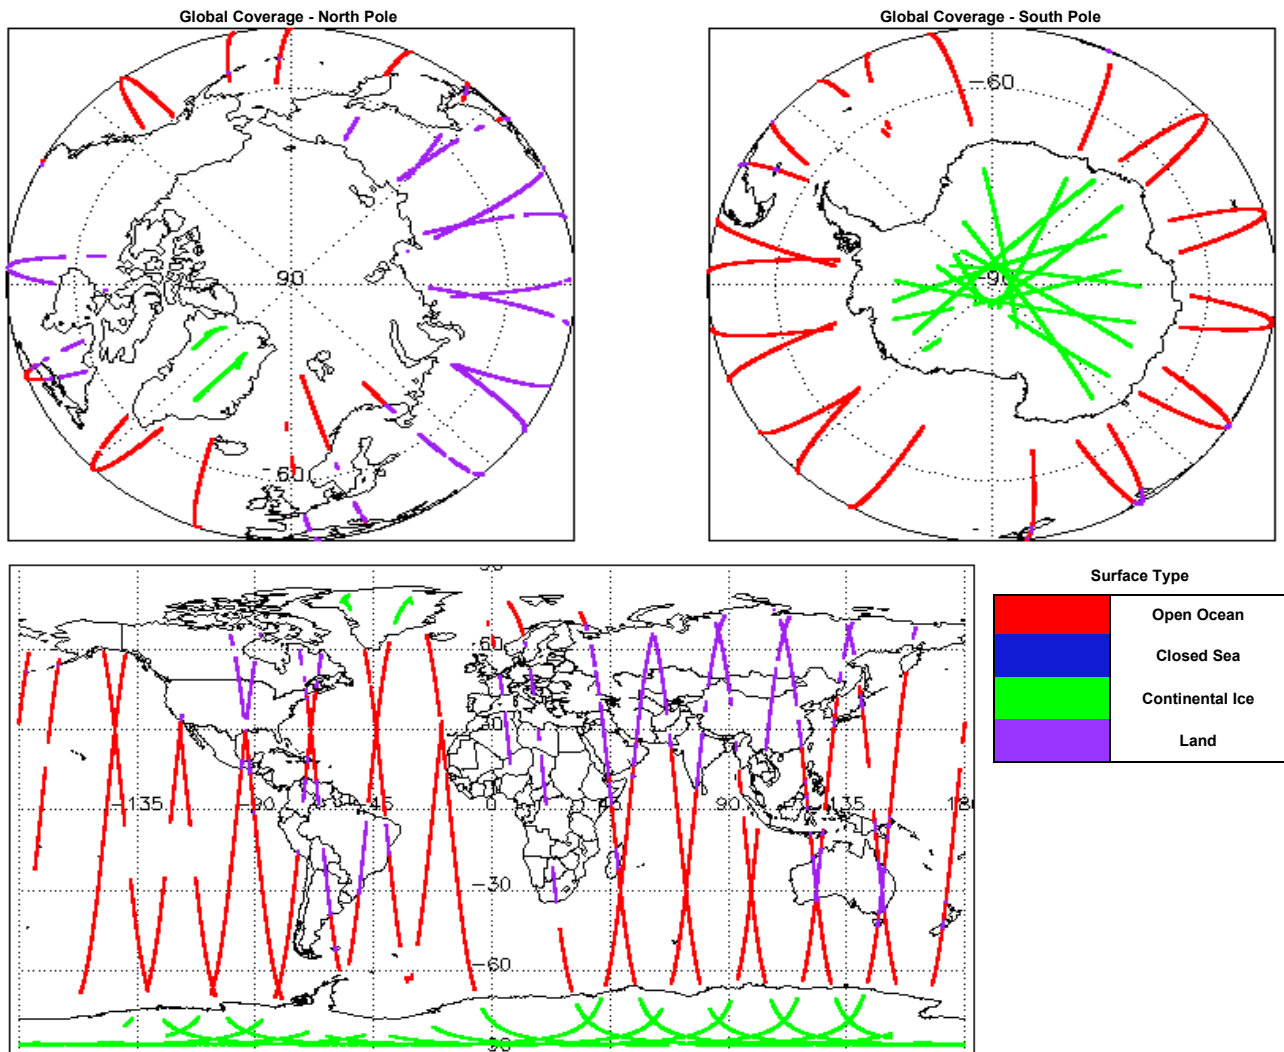 Global Coverage - North Pole
Global Coverage - South Pole
90
-60
-60
-90
60
30
0
-30
-60
-135
-90
-45
45
90
135
180
Surface Type
Open Ocean
Closed Sea
Continental Ice
Land